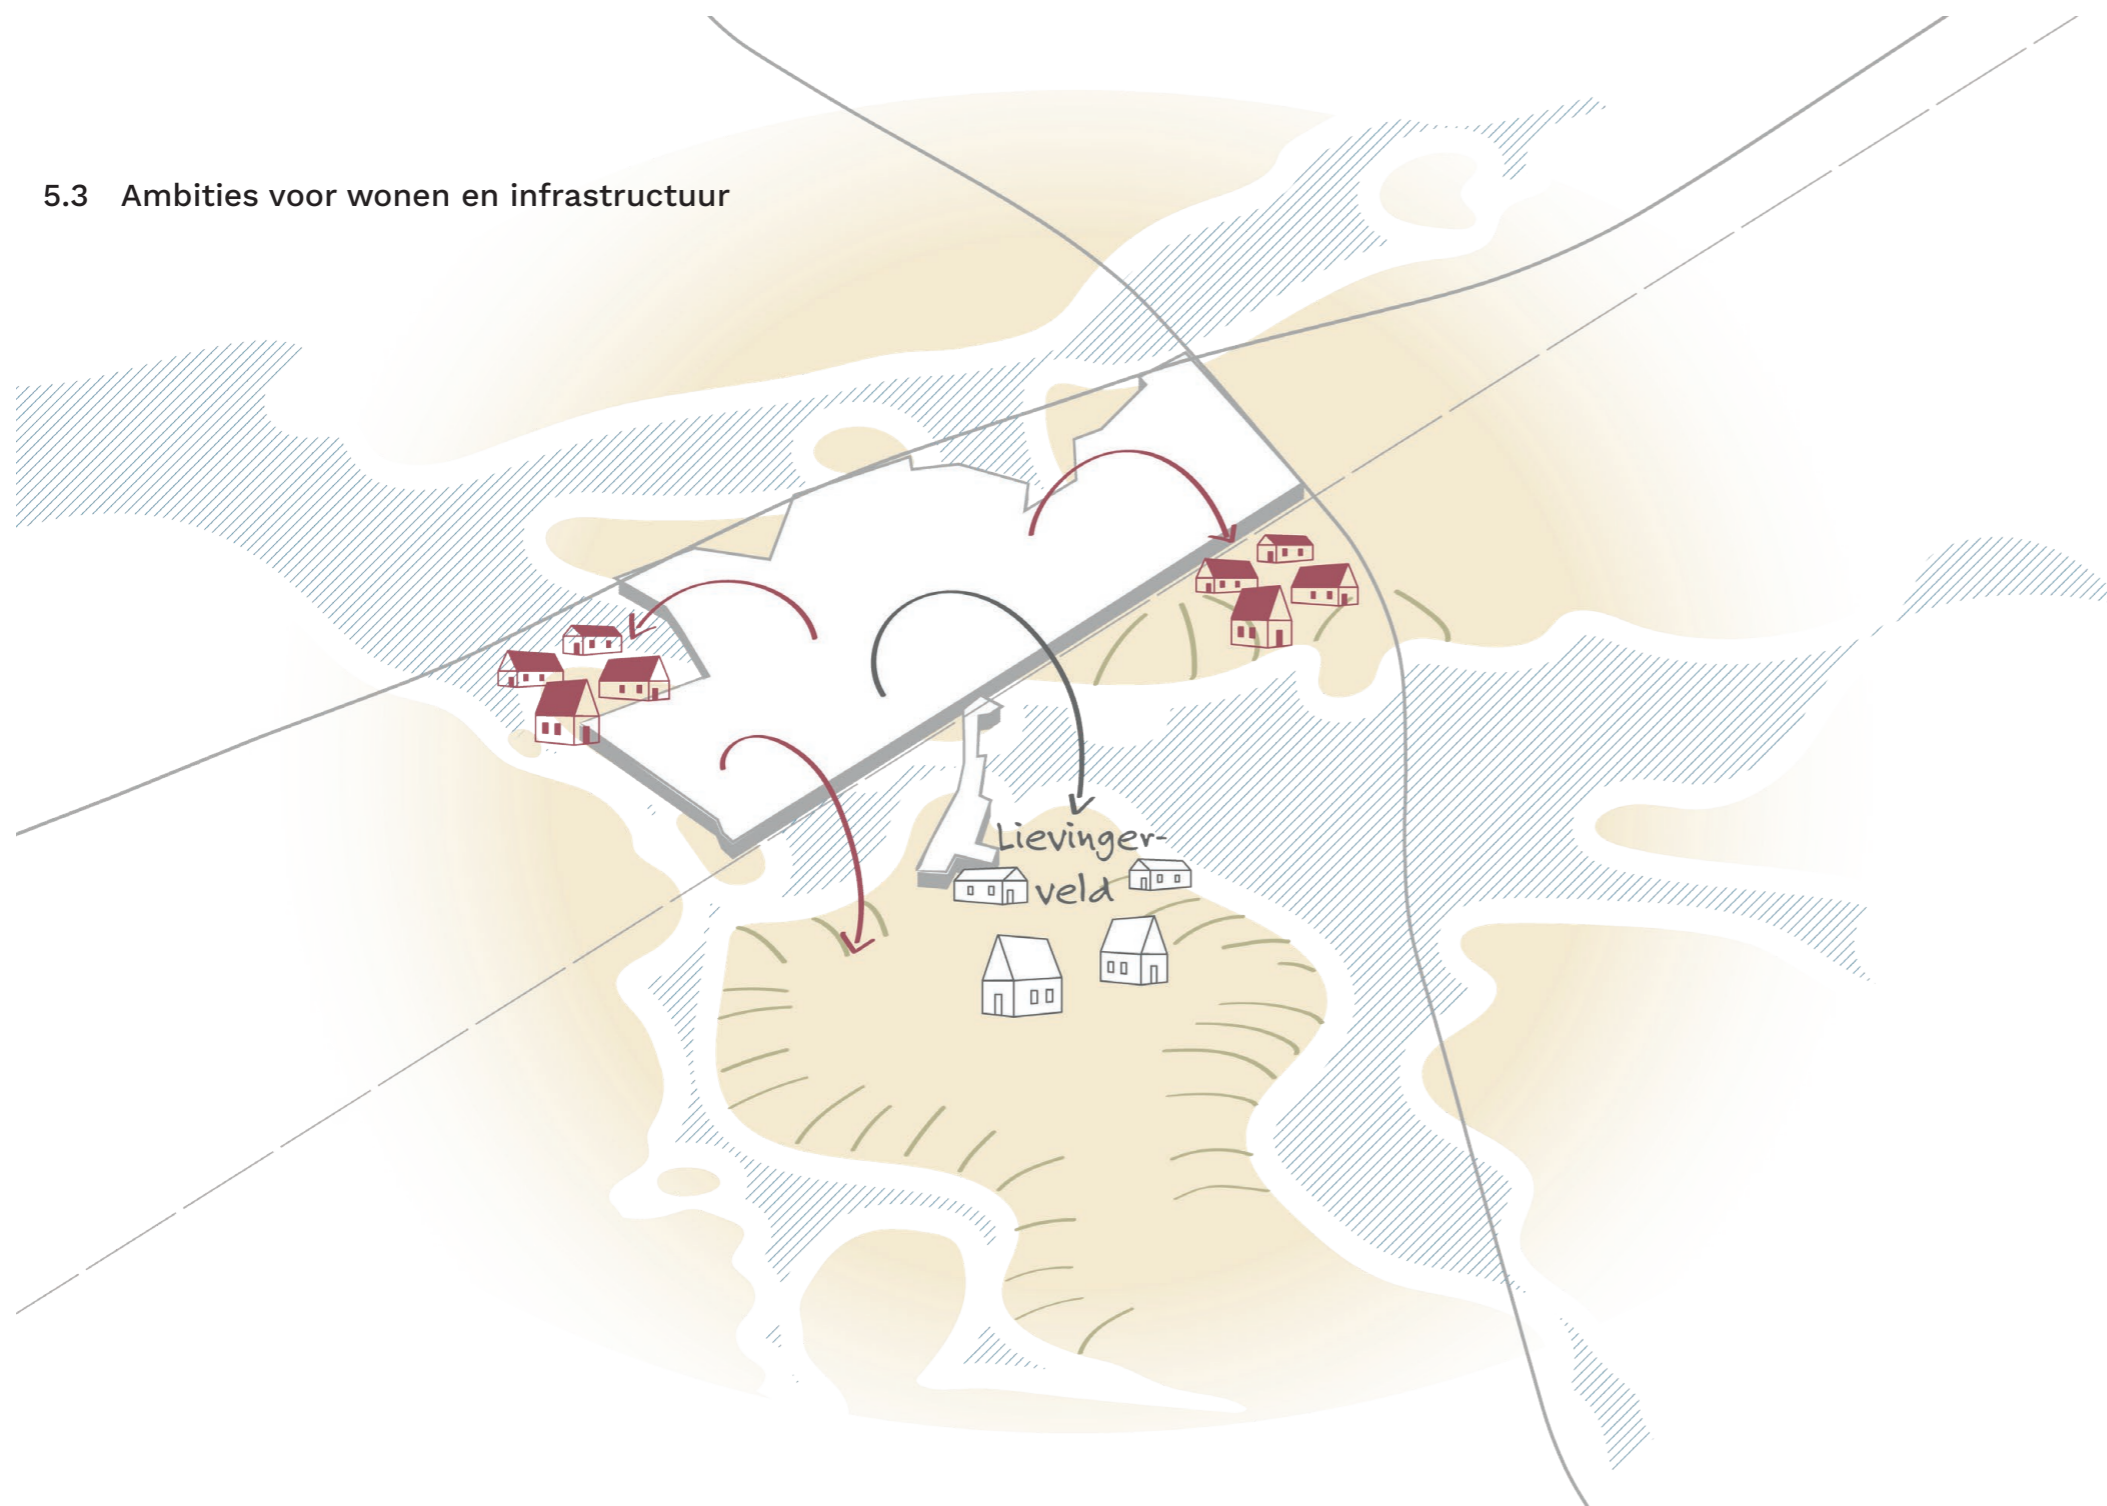 5.3 Ambities voor wonen en infrastructuur
Lievinger-
veld